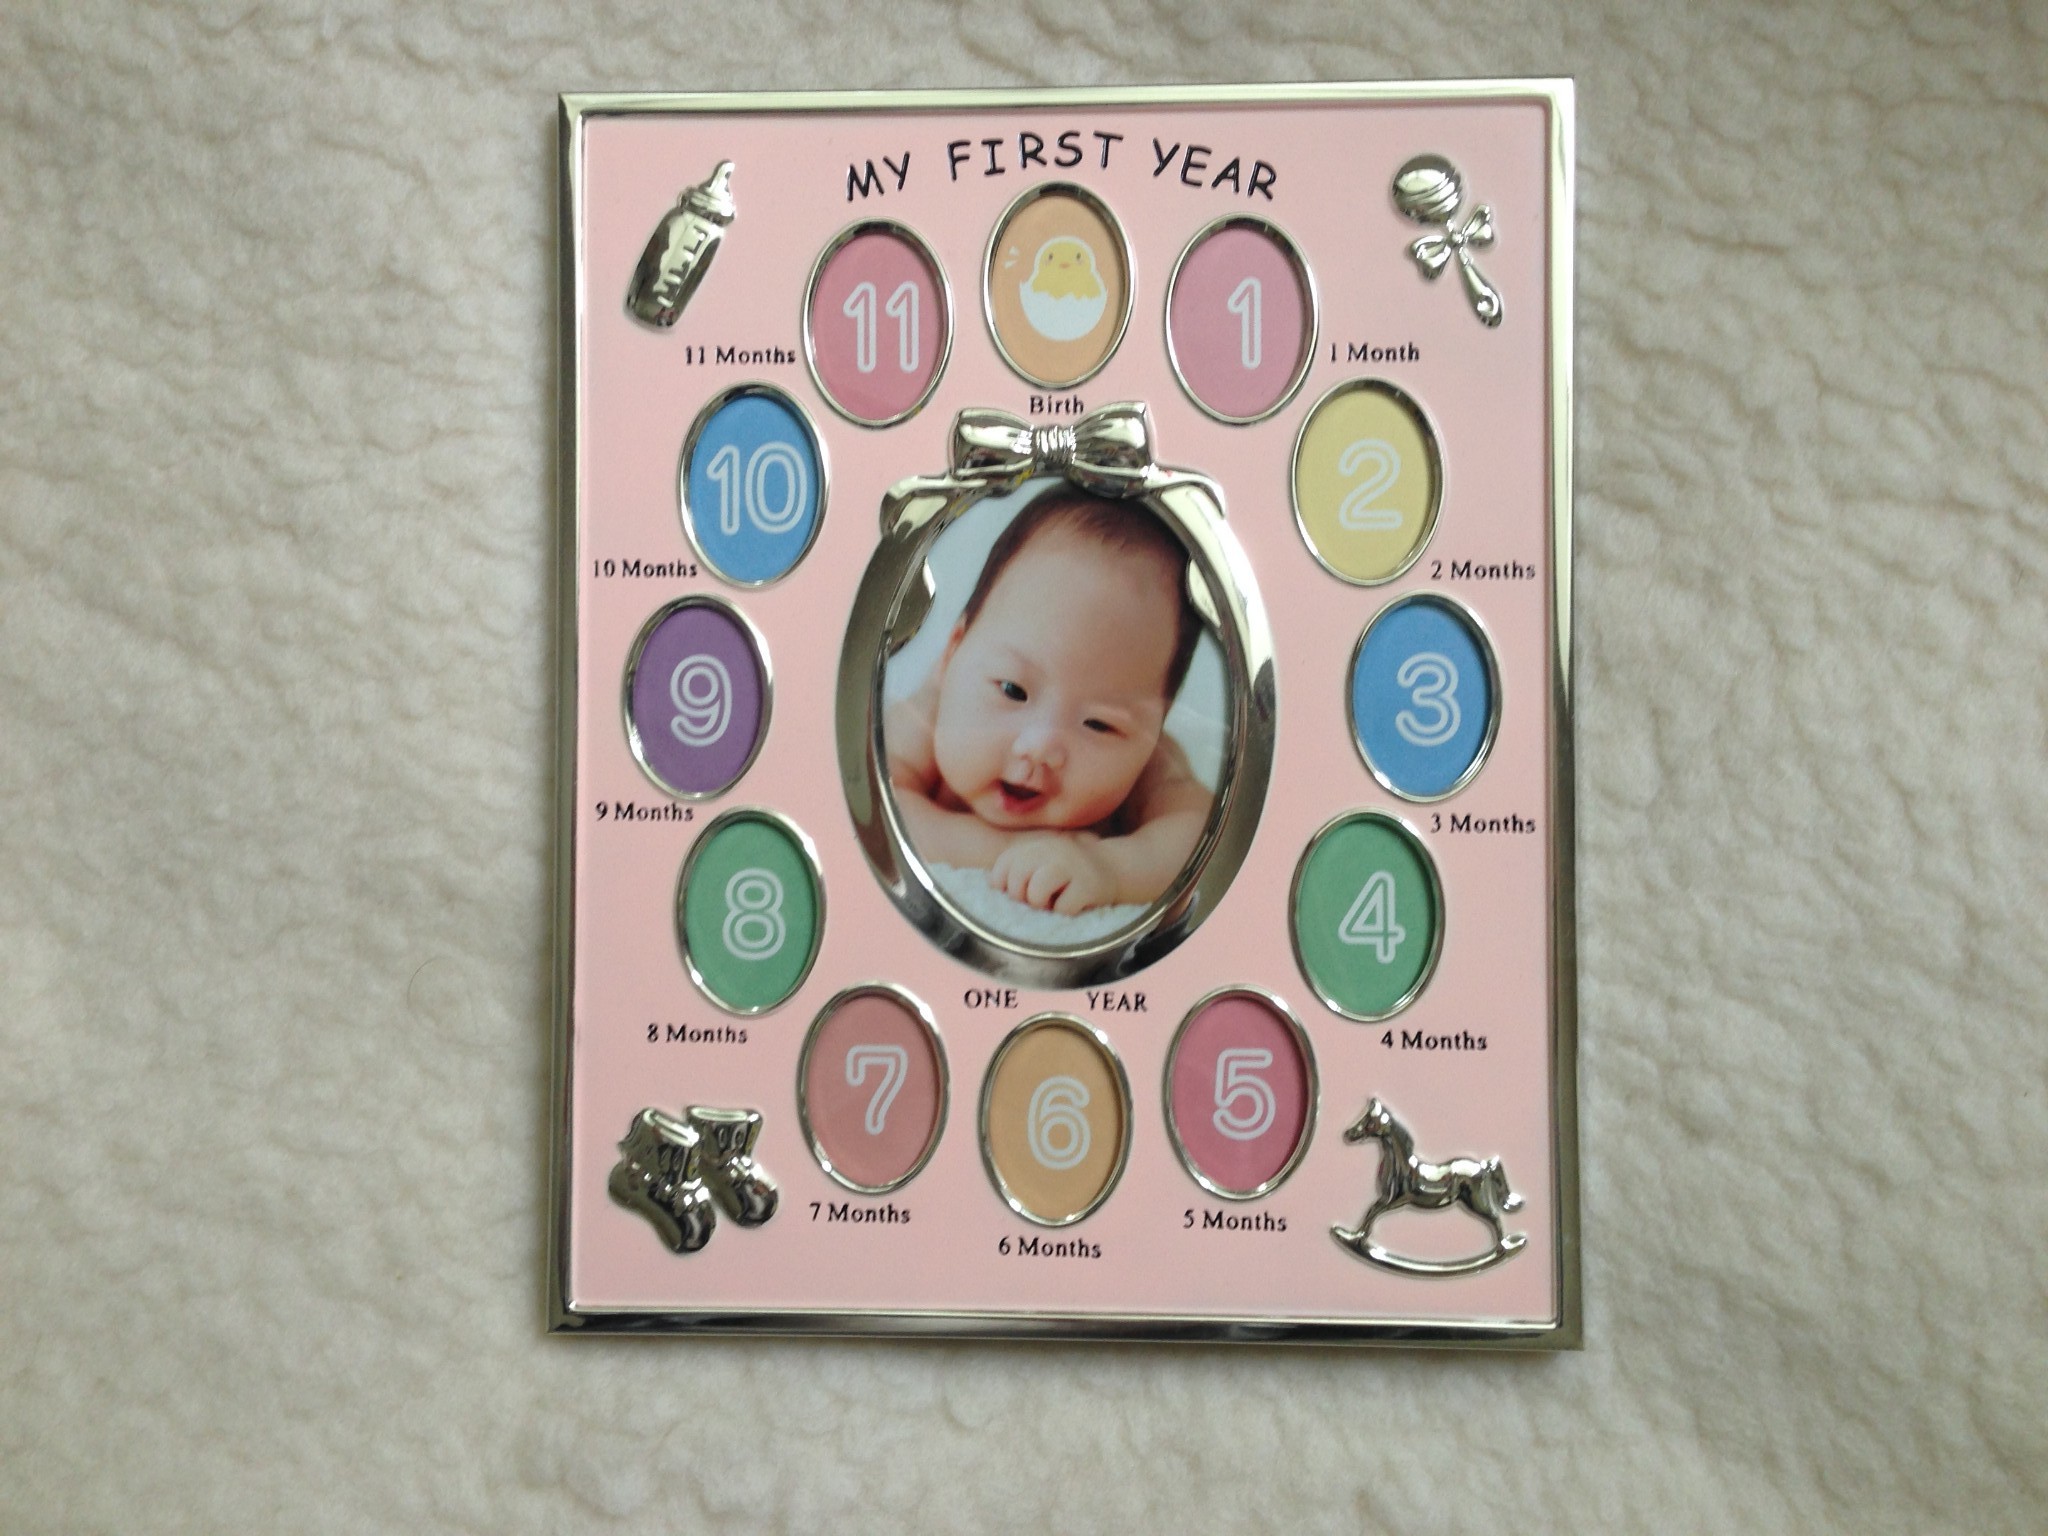 MY FIRST YEAR
MILK
11
1
11 Months
1 Month
Birth
10
2
10 Months
2 Months
9
3
9 Months
3 Months
8
4
ONE YEAR
8 Months
4 Months
7
6
5
7 Months
5 Months
6 Months